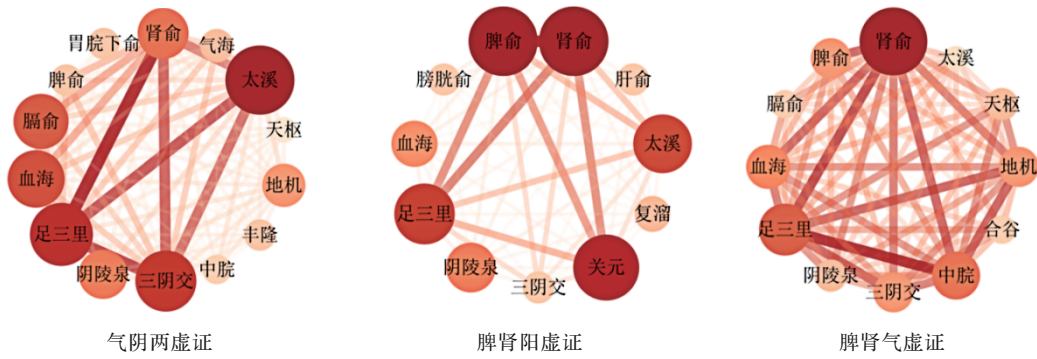 肾俞
气海
太溪
天枢
地机
丰隆
中脘
三阴交
阴陵泉
足三里
血海
膈俞
脾俞
胃脘下俞
气阴两虚证
脾俞
肾俞
肝俞
太溪
复溜
关元
三阴交
阴陵泉
足三里
血海
膀胱俞
脾肾阳虚证
肾俞
太溪
天枢
地机
合谷
中脘
三阴交
阴陵泉
足三里
血海
膈俞
脾俞
脾肾气虚证